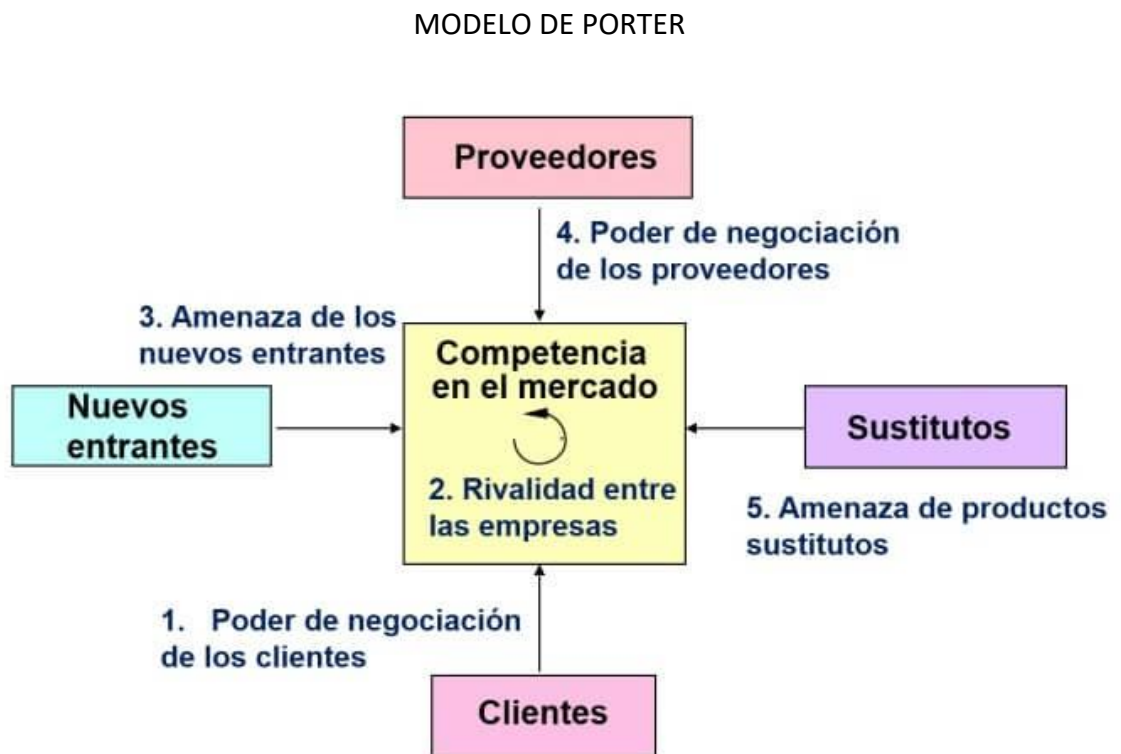 MODELO DE PORTER
Proveedores
4. Poder de negociación
de los proveedores
3. Amenaza de los
nuevos entrantes
Competencia
en el mercado
Nuevos
entrantes
Sustitutos
2. Rivalidad entre
las empresas
5. Amenaza de productos
sustitutos
1. Poder de negociación
de los clientes
Clientes